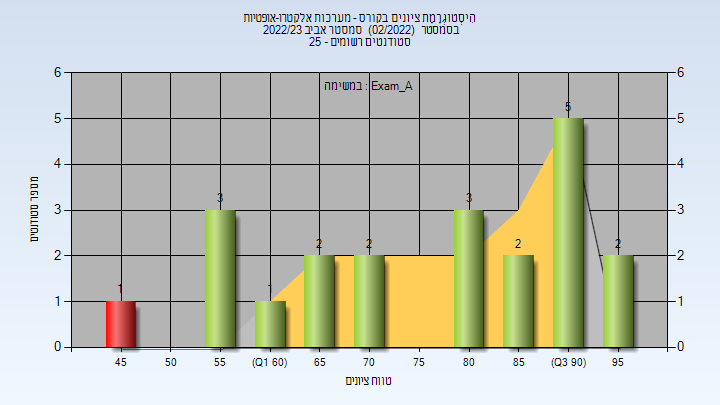 היסטוגרמת ציונים בקורס - מערכות אלקטרו-אופטיות
בסמסטר (02/2022) סמסטר אביב 2022/23
סטודנטים רשומים - 25
במשימה : Exam_A
6 6
5 5
4 4
3 3
2 2
1 1
0 0
1 3 1 2 2 3 2 5 2
45 50 55 (Q1 60) 65 70 75 80 85 (Q3 90) 95
טווח ציונים
מספר סטודנטים